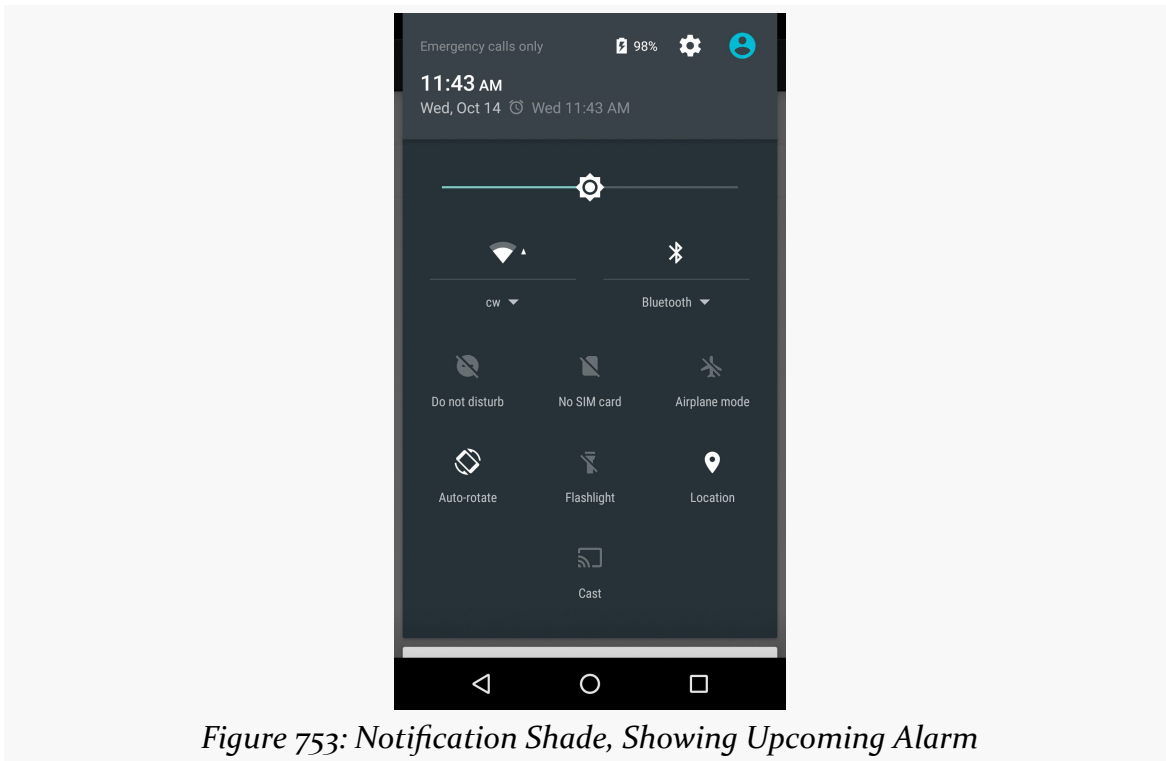 Emergency calls only 98%
11:43 AM
Wed, Oct 14 Wed 11:43 AM
cw Bluetooth
Do not disturb No SIM card Airplane mode
Auto-rotate Flashlight Location
Cast
Figure 753: Notification Shade, Showing Upcoming Alarm